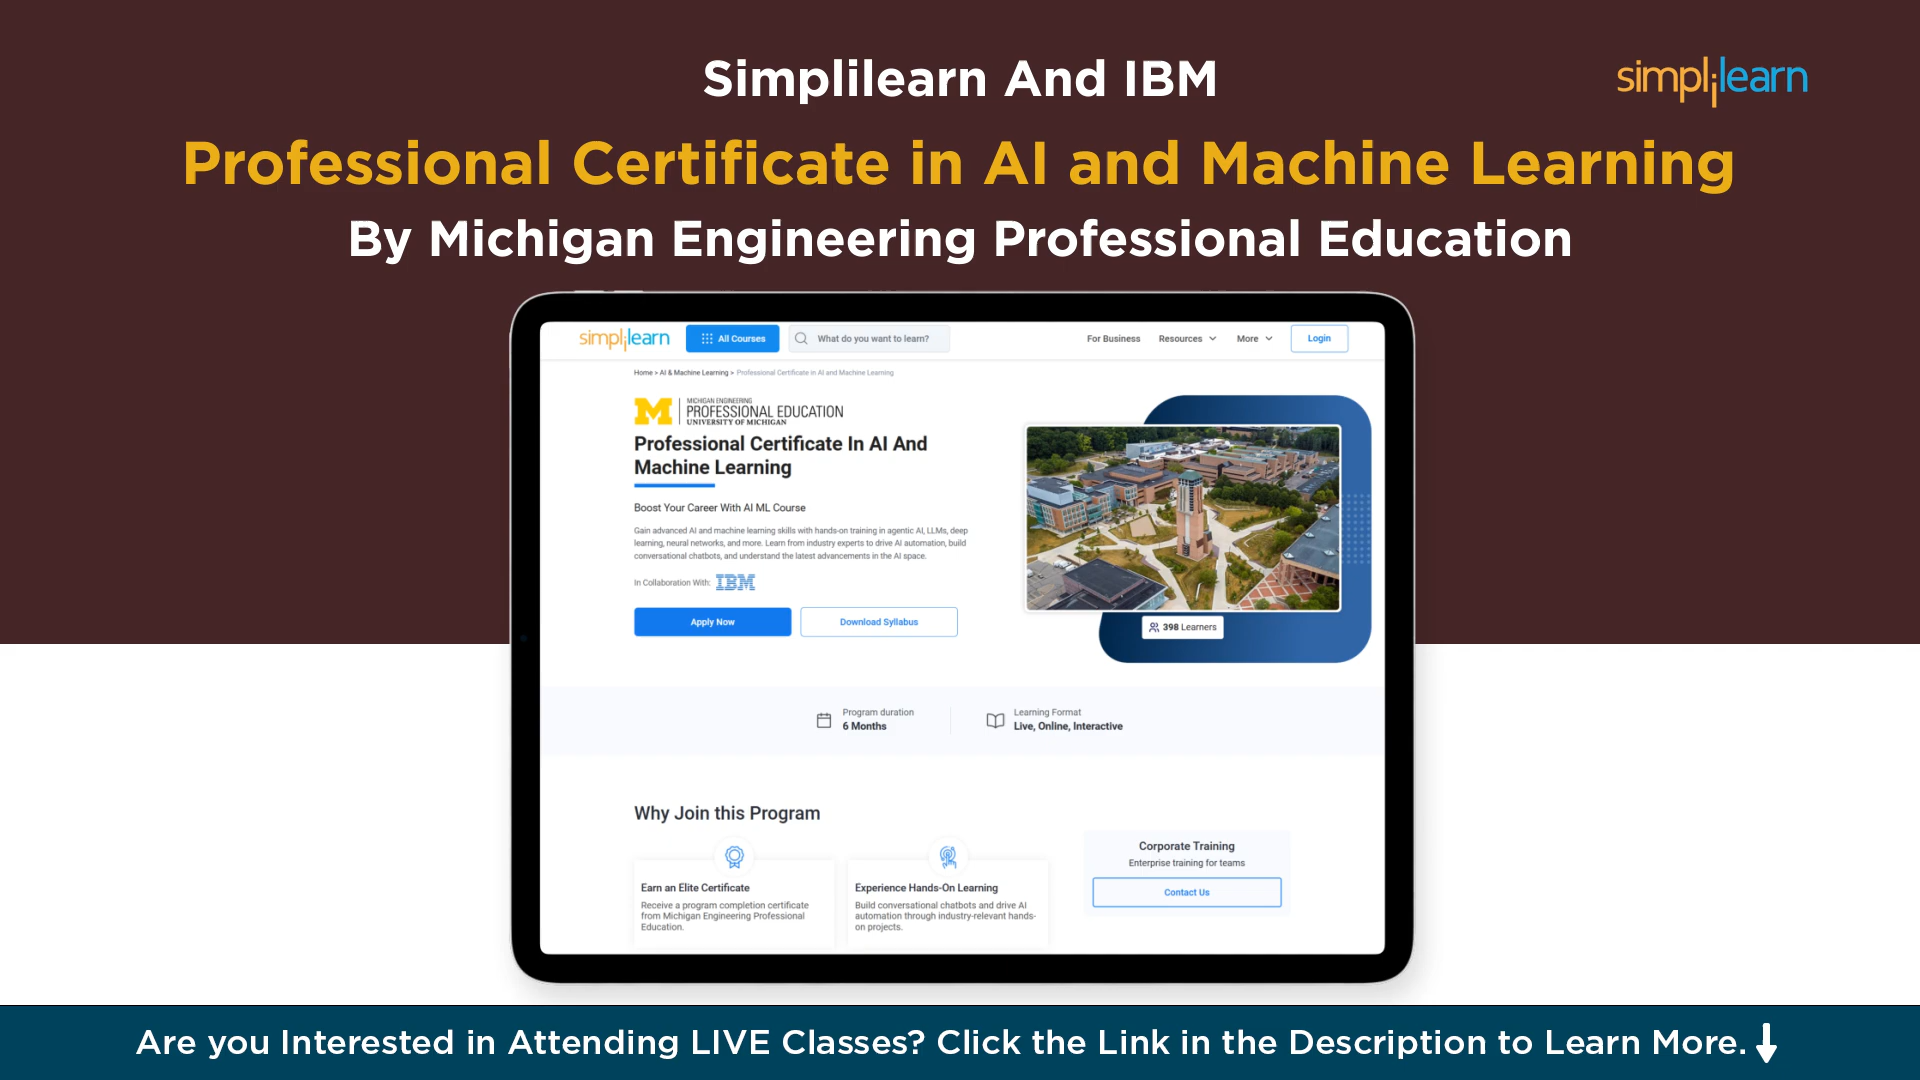 Simplilearn And IBM
simplilearn
Professional Certificate in AI and Machine Learning
By Michigan Engineering Professional Education
simplilearn
All Courses
What do you want to learn?
For Business
Resources
More
Login
Home > AI & Machine Learning > Professional Certificate in AI and Machine Learning
M
MICHIGAN ENGINEERING
PROFESSIONAL EDUCATION
UNIVERSITY OF MICHIGAN
Professional Certificate In AI And
Machine Learning
Boost Your Career With AI ML Course
Gain advanced AI and machine learning skills with hands-on training in agentic AI, LLMs, deep
learning, neural networks, and more. Learn from industry experts to drive AI automation, build
conversational chatbots, and understand the latest advancements in the AI space.
In Collaboration With: IBM
Apply Now
Download Syllabus
398 Learners
Program duration
6 Months
Learning Format
Live, Online, Interactive
Why Join this Program
Earn an Elite Certificate
Receive a program completion certificate
from Michigan Engineering Professional
Education.
Experience Hands-On Learning
Build conversational chatbots and drive AI
automation through industry-relevant hands-
on projects.
Corporate Training
Enterprise training for teams
Contact Us
Are you Interested in Attending LIVE Classes? Click the Link in the Description to Learn More.